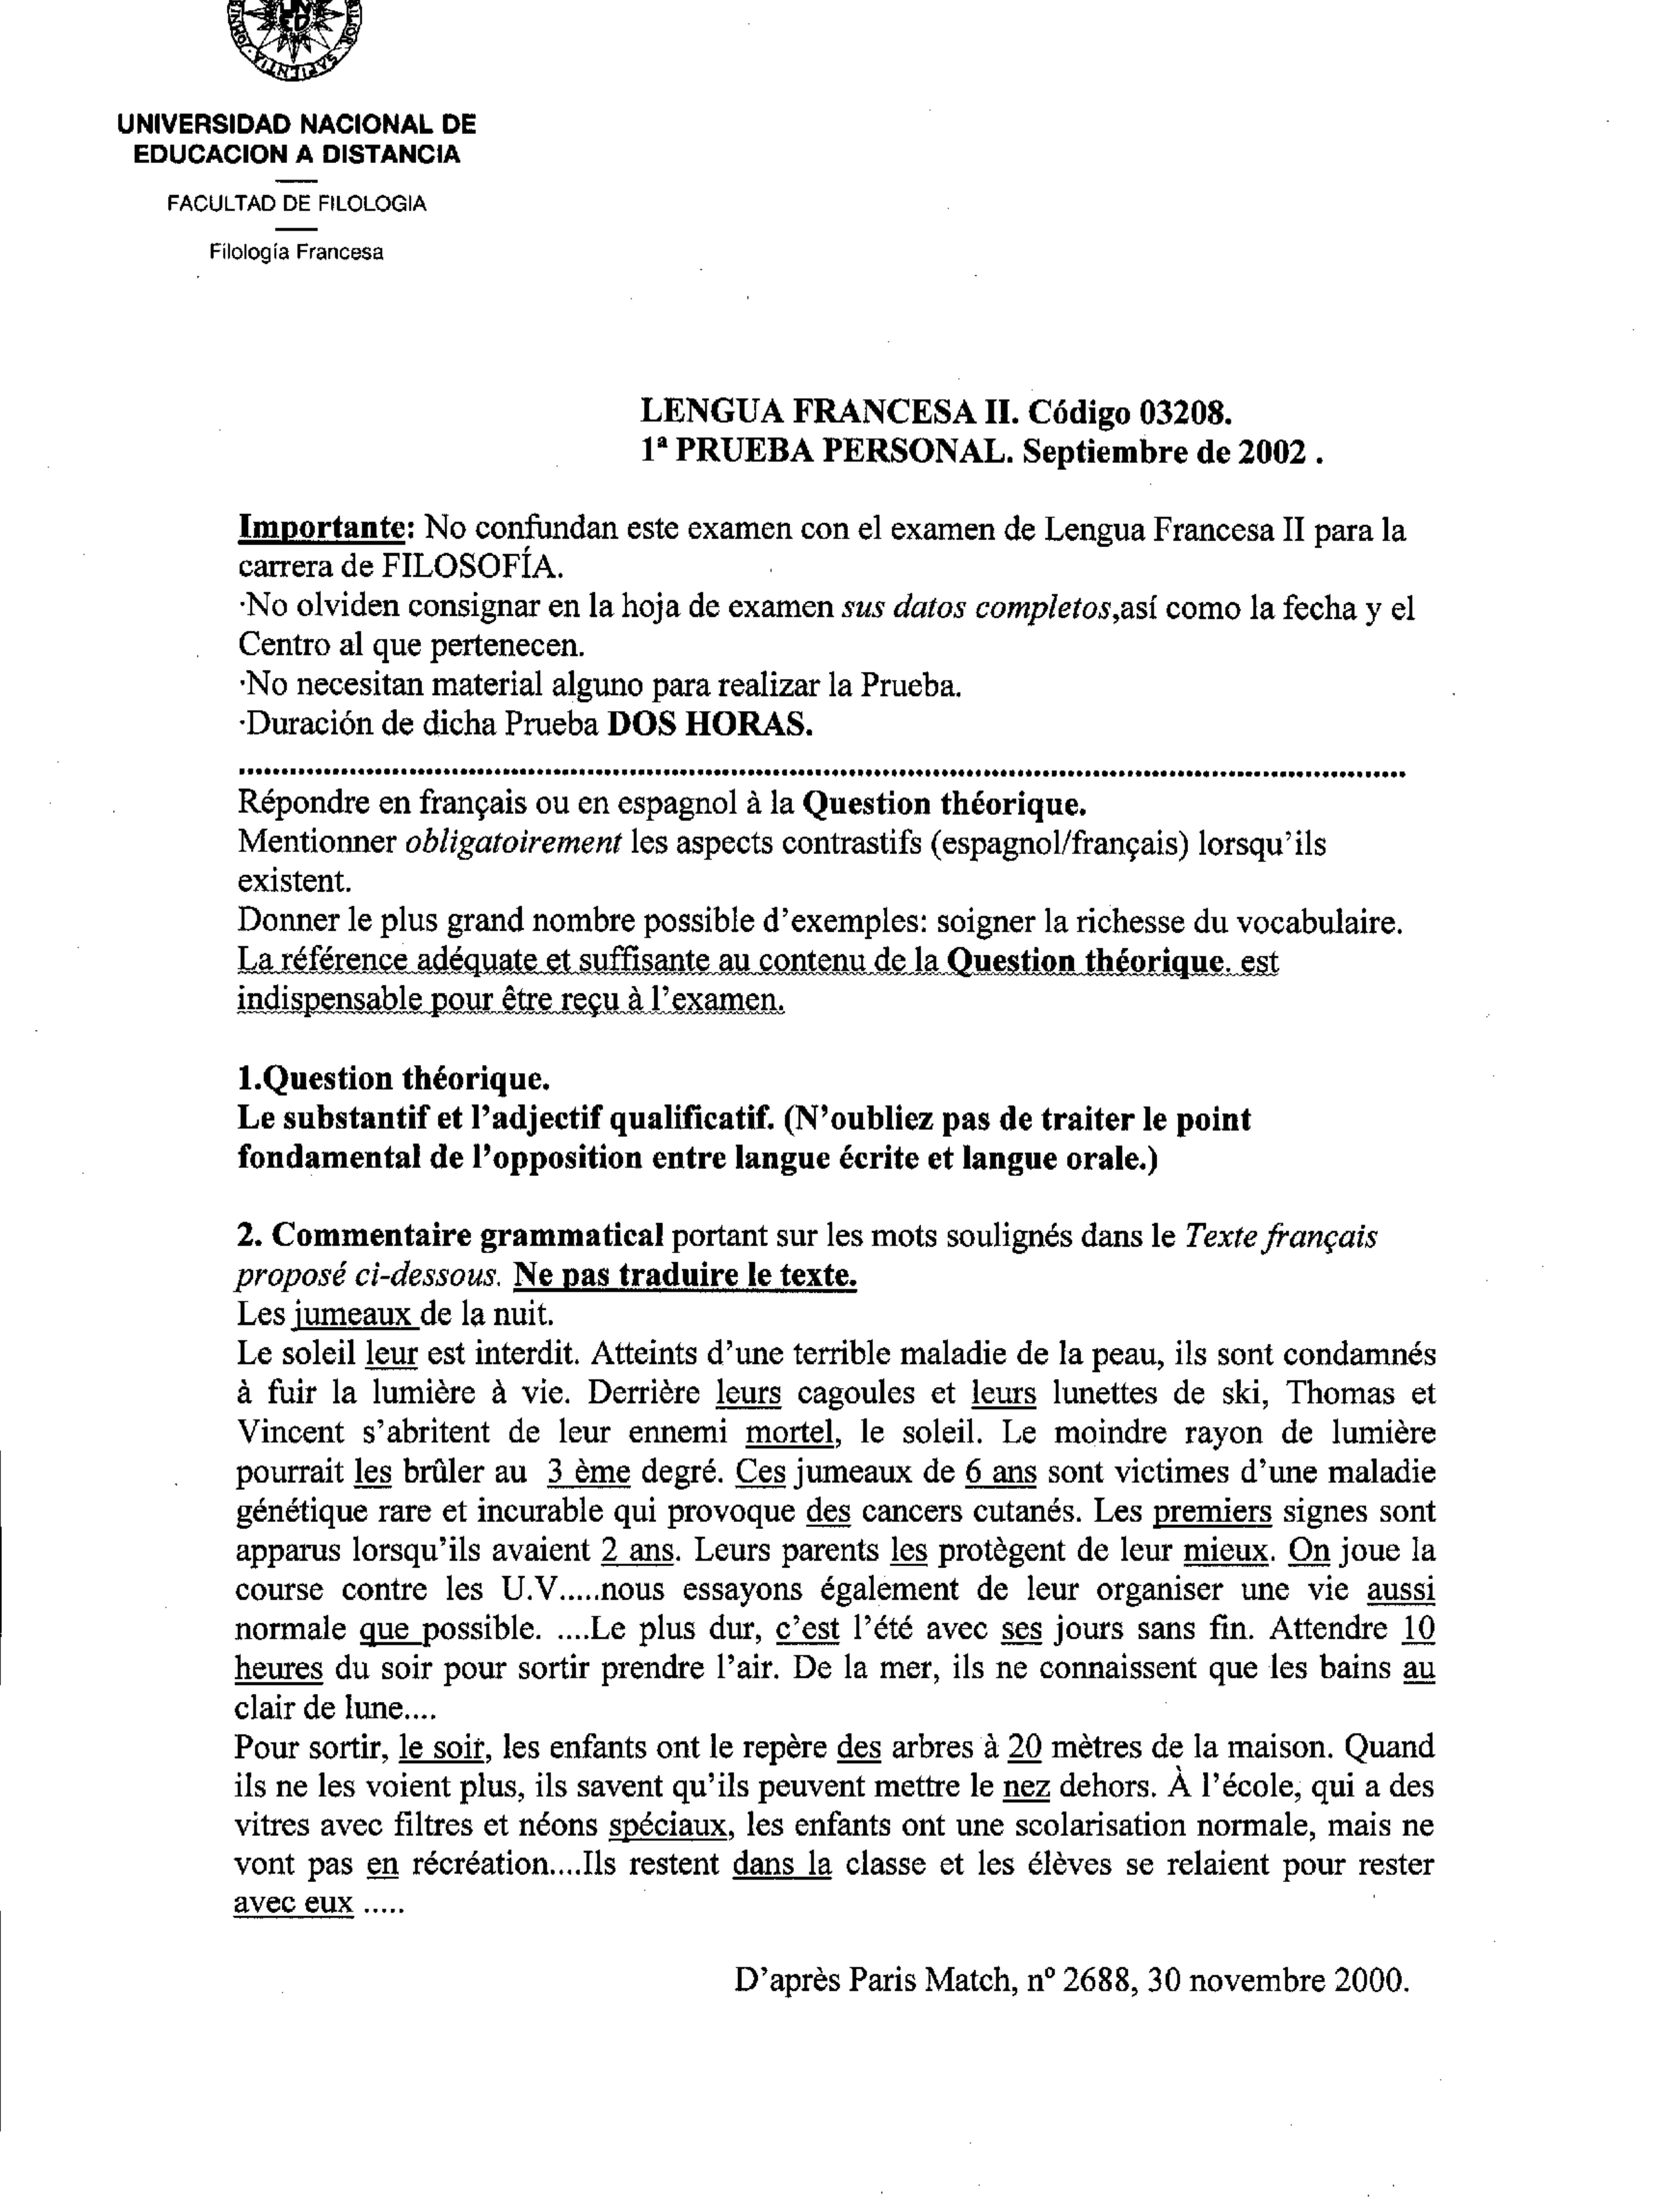 UNED
SAPIENTIA
UNIVERSIDAD NACIONAL DE
EDUCACION A DISTANCIA
FACULTAD DE FILOLOGIA
Filología Francesa
LENGUA FRANCESA II. Código 03208.
1ª PRUEBA PERSONAL. Septiembre de 2002 .
Importante: No confundan este examen con el examen de Lengua Francesa II para la
carrera de FILOSOFÍA.
·No olviden consignar en la hoja de examen sus datos completos,así como la fecha y el
Centro al que pertenecen.
·No necesitan material alguno para realizar la Prueba.
·Duración de dicha Prueba DOS HORAS.
Répondre en français ou en espagnol à la Question théorique.
Mentionner obligatoirement les aspects contrastifs (espagnol/français) lorsqu'ils
existent.
Donner le plus grand nombre possible d'exemples: soigner la richesse du vocabulaire.
La référence adéquate et suffisante au contenu de la Question théorique. est
indispensable pour être reçu à l'examen.
1.Question théorique.
Le substantif et l'adjectif qualificatif. (N'oubliez pas de traiter le point
fondamental de l'opposition entre langue écrite et langue orale.)
2. Commentaire grammatical portant sur les mots soulignés dans le Texte français
proposé ci-dessous. Ne pas traduire le texte.
Les jumeaux de la nuit.
Le soleil leur est interdit. Atteints d'une terrible maladie de la peau, ils sont condamnés
à fuir la lumière à vie. Derrière leurs cagoules et leurs lunettes de ski, Thomas et
Vincent s'abritent de leur ennemi mortel, le soleil. Le moindre rayon de lumière
pourrait les brûler au 3 ème degré. Ces jumeaux de 6 ans sont victimes d'une maladie
génétique rare et incurable qui provoque des cancers cutanés. Les premiers signes sont
apparus lorsqu'ils avaient 2 ans. Leurs parents les protègent de leur mieux. On joue la
course contre les U.V.....nous essayons également de leur organiser une vie aussi
normale que possible. ....Le plus dur, c'est l'été avec ses jours sans fin. Attendre 10
heures du soir pour sortir prendre l'air. De la mer, ils ne connaissent que les bains au
clair de lune....
Pour sortir, le soir, les enfants ont le repère des arbres à 20 mètres de la maison. Quand
ils ne les voient plus, ils savent qu'ils peuvent mettre le nez dehors. À l'école, qui a des
vitres avec filtres et néons spéciaux, les enfants ont une scolarisation normale, mais ne
vont pas en récréation....Ils restent dans la classe et les élèves se relaient pour rester
avec eux .....
D'après Paris Match, nº 2688, 30 novembre 2000.